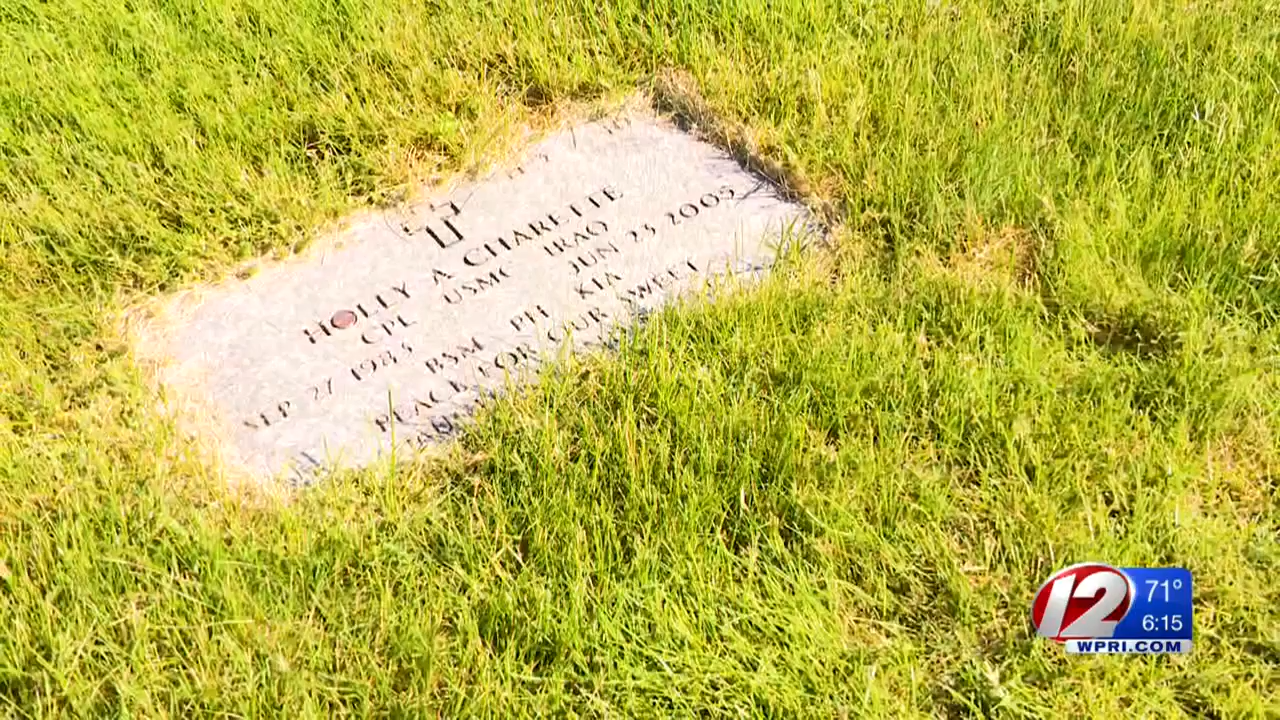 HOLLY A CHARETTE
CPL USMC IRAQ
SEP 27 1983 JUN 23 2005
BSM PH KIA
PEACE FOR OUR SWEET
12
71°
6:15
WPRI.COM